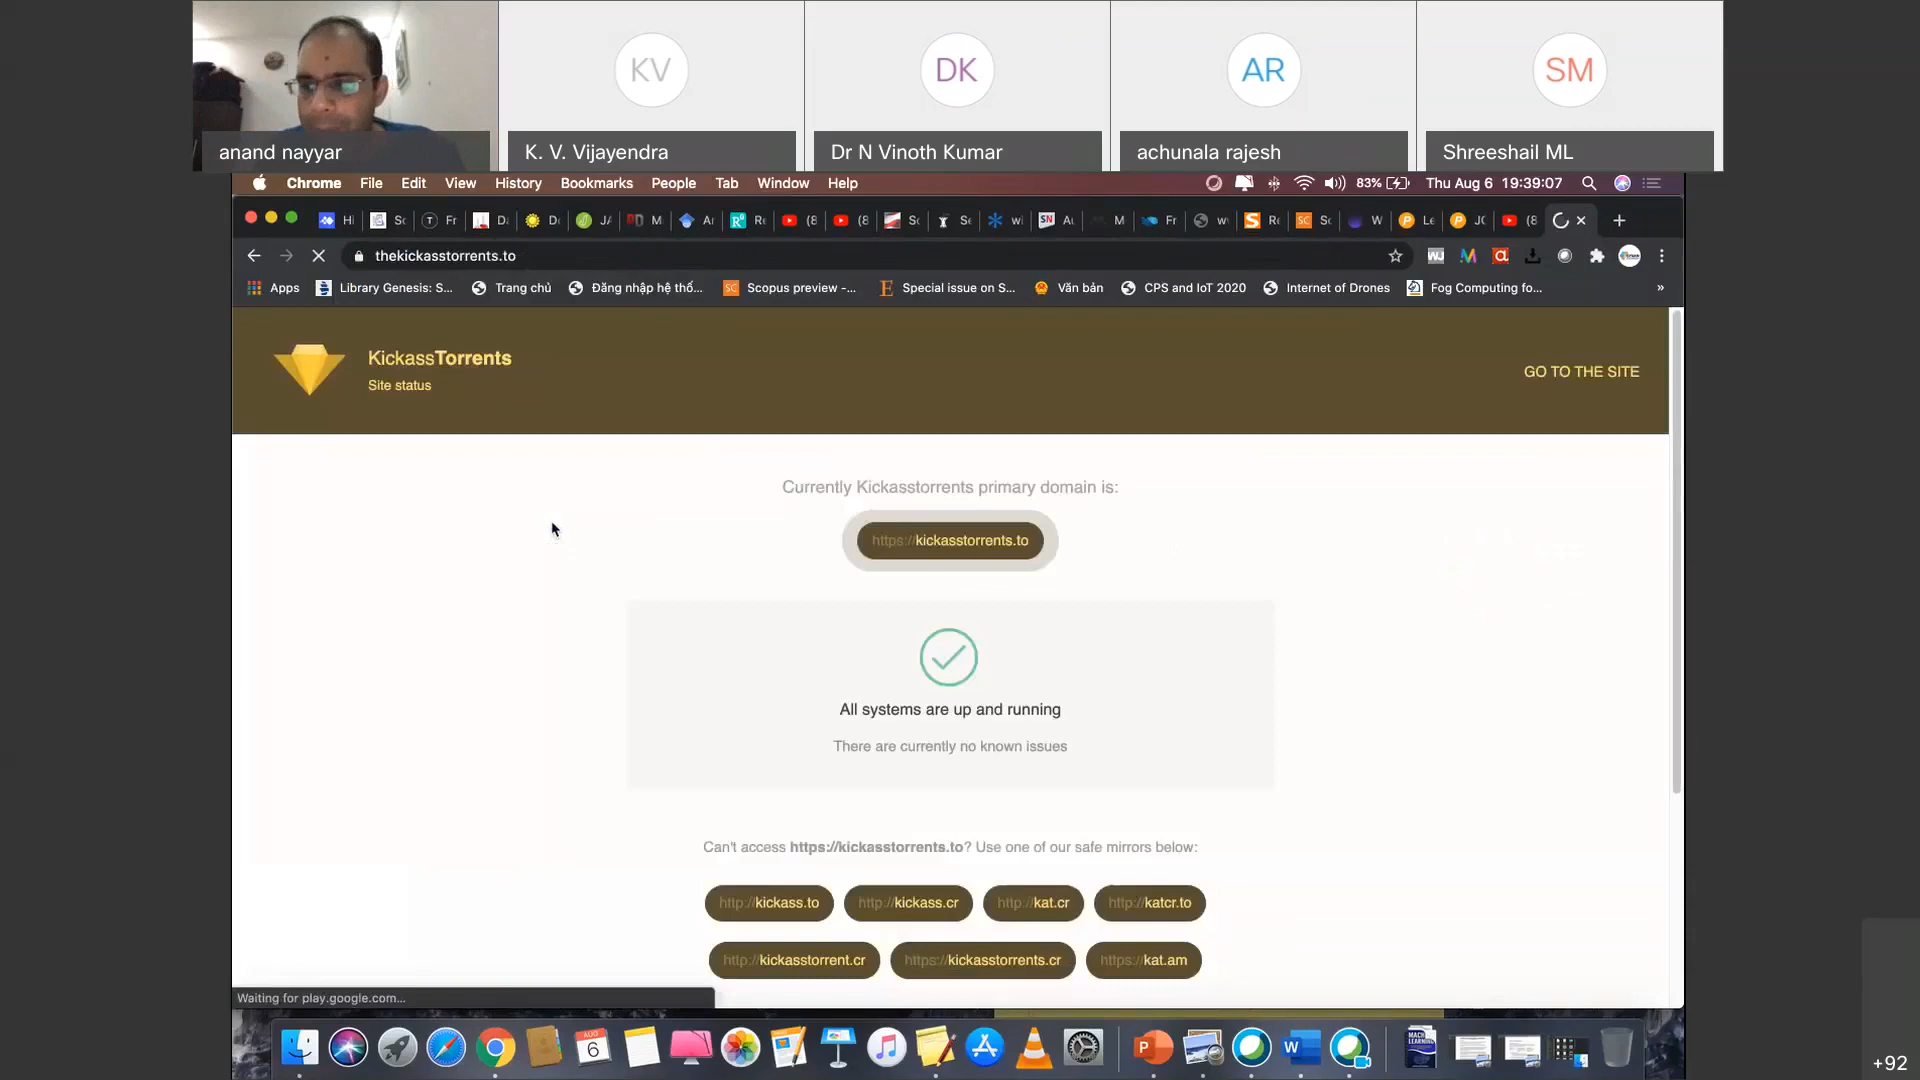 KV
DK
AR
SM
anand nayyar
K. V. Vijayendra
Dr N Vinoth Kumar
achunala rajesh
Shreeshail ML
Chrome File Edit View History Bookmarks People Tab Window Help
83%
Thu Aug 6 19:39:07
thekickasstorrents.to
Apps
Library Genesis: S...
Trang chủ
Đăng nhập hệ thố...
Scopus preview -...
Special issue on S...
Văn bản
CPS and IoT 2020
Internet of Drones
Fog Computing fo...
»
KickassTorrents
Site status
GO TO THE SITE
Currently Kickasstorrents primary domain is:
https://kickasstorrents.to
All systems are up and running
There are currently no known issues
Can't access https://kickasstorrents.to? Use one of our safe mirrors below:
http://kickass.to http://kickass.cr http://kat.cr http://katcr.to
http://kickasstorrent.cr https://kickasstorrents.cr https://kat.am
Waiting for play.google.com...
AUG
6
+92